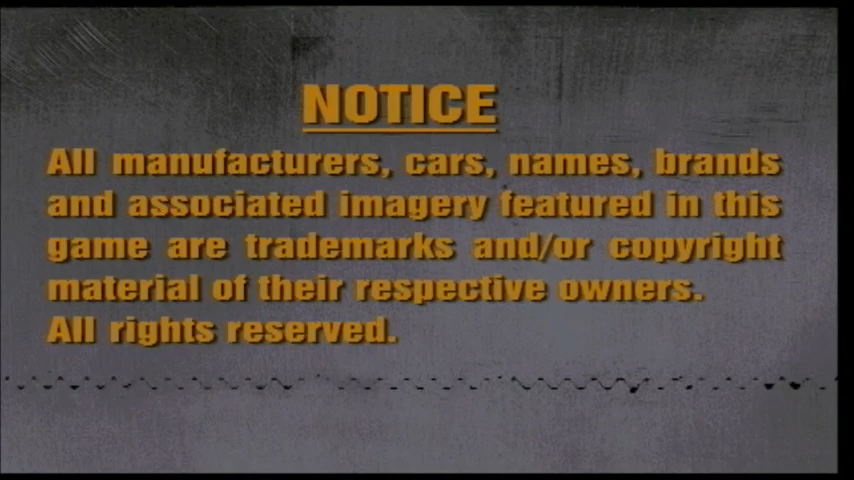 NOTICE
All manufacturers, cars, names, brands
and associated imagery featured in this
game are trademarks and/or copyright
material of their respective owners.
All rights reserved.